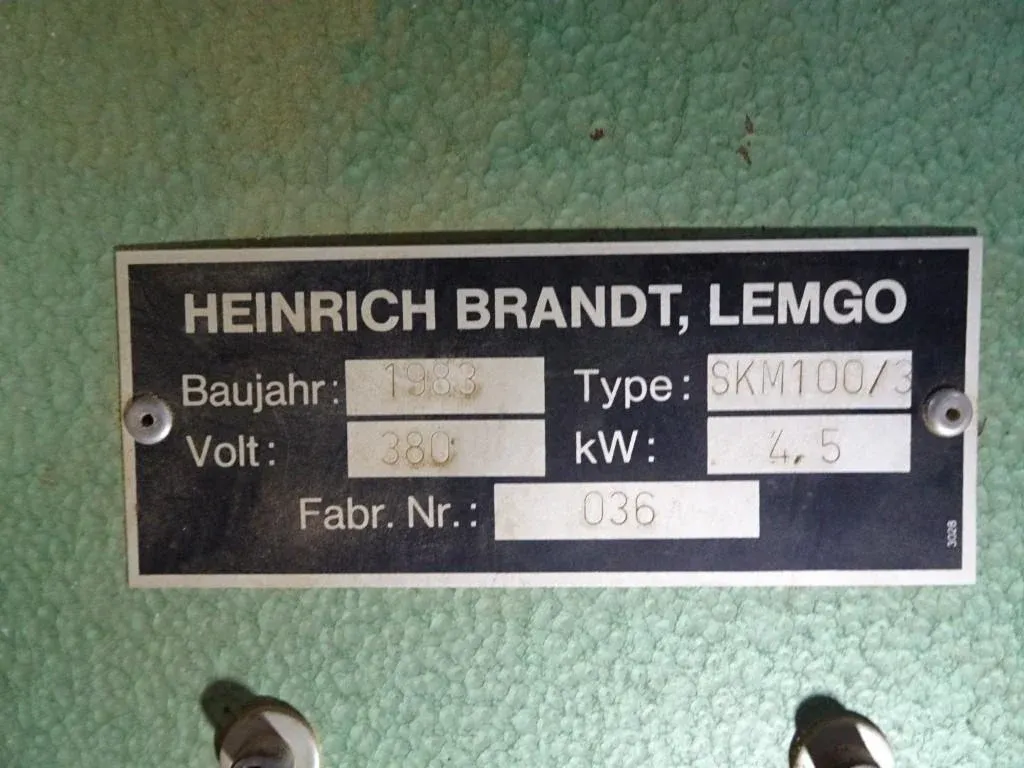 HEINRICH BRANDT, LEMGO
Baujahr: 1983 Type: SKM100/3
Volt: 380 kW: 4.5
Fabr. Nr.: 036
3028